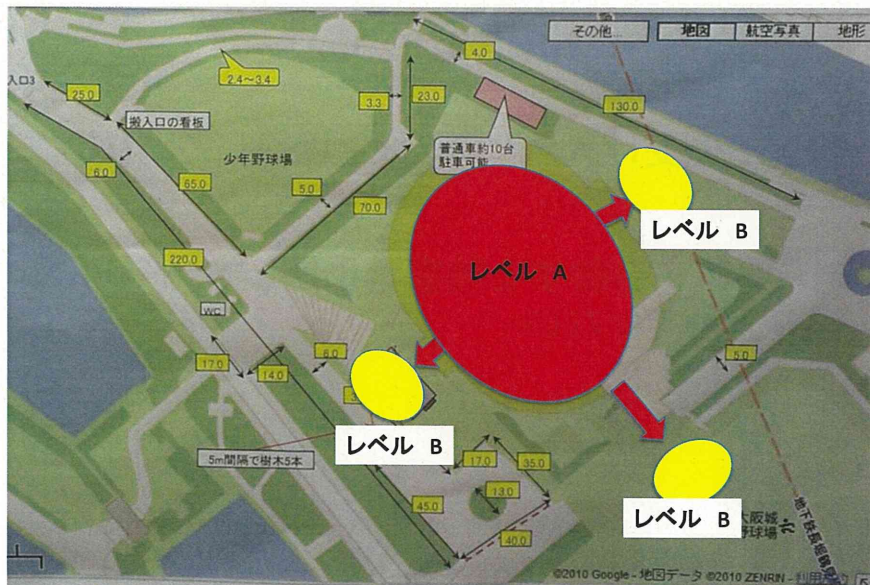 その他...
地図
航空写真
地形
入口3
2.4～3.4
4.0
25.0
3.3
23.0
130.0
搬入口の看板
普通車約10台
駐車可能
6.0
少年野球場
5.0
65.0
70.0
レベル B
220.0
レベル A
WC
17.0
14.0
6.0
5.0
レベル B
5m間隔で樹木5本
17.0
35.0
13.0
45.0
40.0
レベル B
大阪城
野球場
©2010 Google - 地図データ ©2010 ZENRIN -